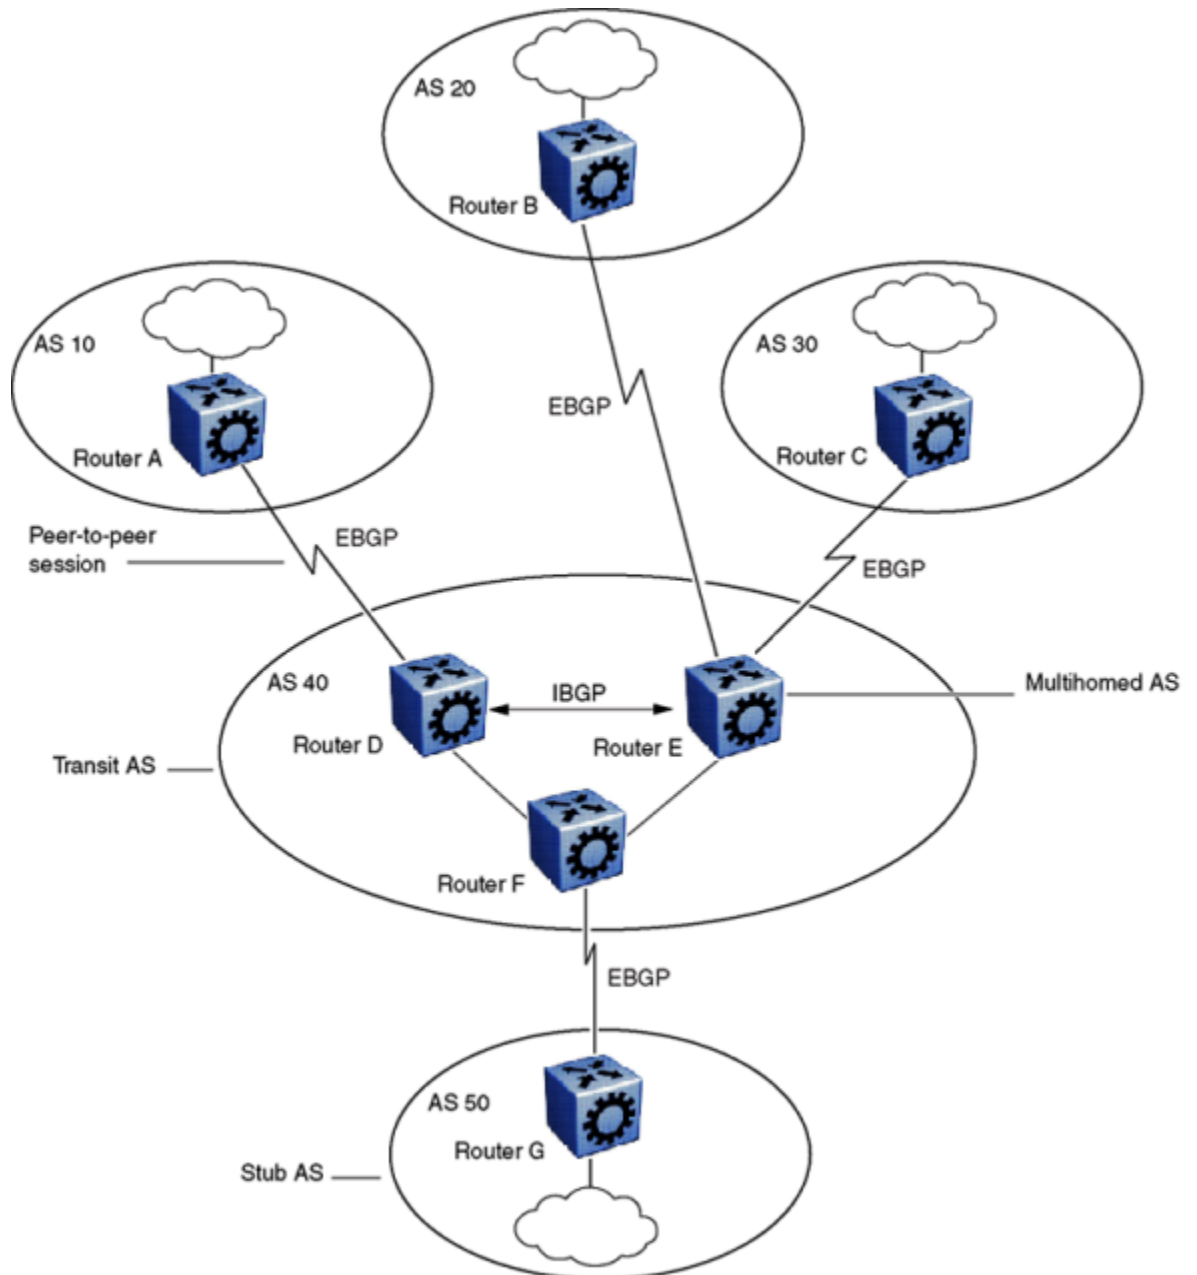 AS 20
Router B
AS 10
Router A
AS 30
Router C
EBGP
Peer-to-peer
session
EBGP
EBGP
AS 40
IBGP
Multihomed AS
Router D
Router E
Transit AS
Router F
EBGP
AS 50
Router G
Stub AS